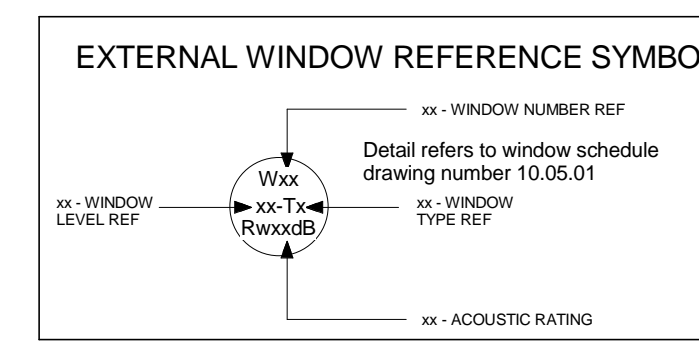 EXTERNAL WINDOW REFERENCE SYMBO
xx - WINDOW NUMBER REF
Detail refers to window schedule
drawing number 10.05.01
Wxx
xx-Tx
RwxxdB
xx - WINDOW
LEVEL REF
xx - WINDOW
TYPE REF
xx - ACOUSTIC RATING